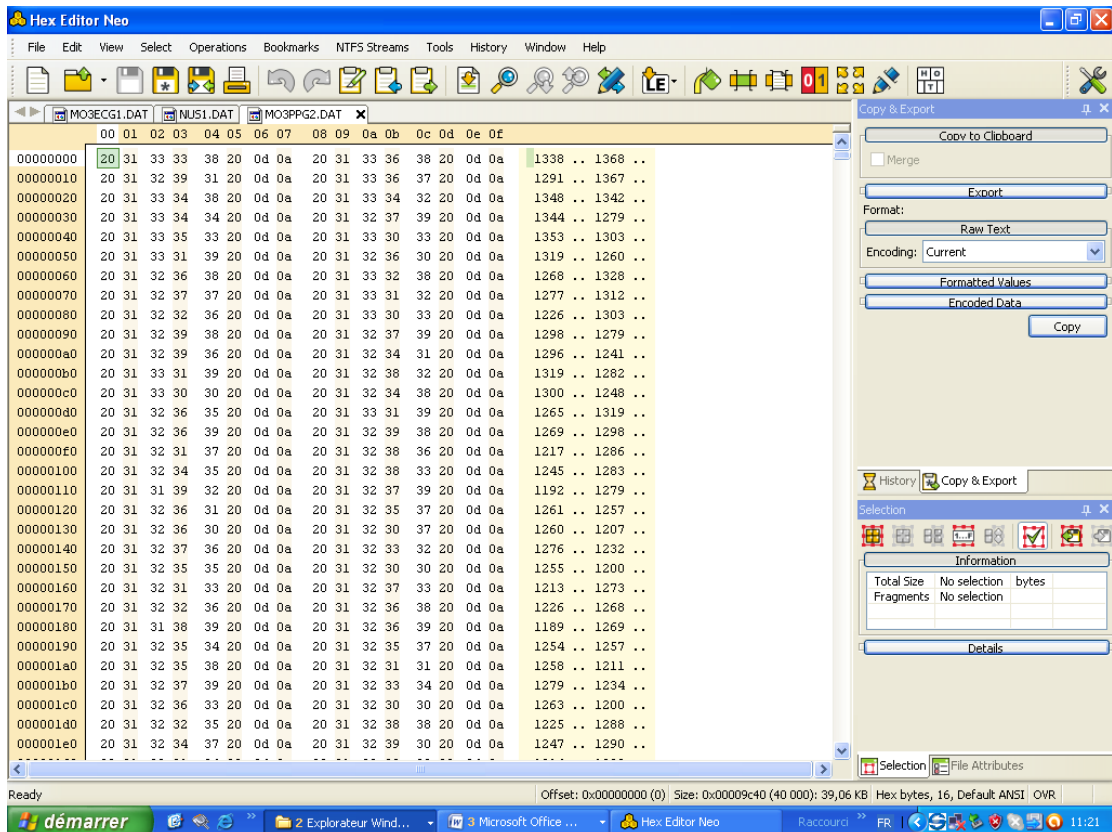 Hex Editor Neo
File Edit View Select Operations Bookmarks NTFS Streams Tools History Window Help
MO3ECG1.DAT NUS1.DAT MO3PPG2.DAT
00 01 02 03 04 05 06 07 08 09 0a 0b 0c 0d 0e 0f
00000000 20 31 33 33 38 20 0d 0a 20 31 33 36 38 20 0d 0a 1338 .. 1368 ..
00000010 20 31 32 39 31 20 0d 0a 20 31 33 36 37 20 0d 0a 1291 .. 1367 ..
00000020 20 31 33 34 38 20 0d 0a 20 31 33 34 32 20 0d 0a 1348 .. 1342 ..
00000030 20 31 33 34 34 20 0d 0a 20 31 32 37 39 20 0d 0a 1344 .. 1279 ..
00000040 20 31 33 35 33 20 0d 0a 20 31 33 30 33 20 0d 0a 1353 .. 1303 ..
00000050 20 31 33 31 39 20 0d 0a 20 31 32 36 30 20 0d 0a 1319 .. 1260 ..
00000060 20 31 32 36 38 20 0d 0a 20 31 33 32 38 20 0d 0a 1268 .. 1328 ..
00000070 20 31 32 37 37 20 0d 0a 20 31 33 31 32 20 0d 0a 1277 .. 1312 ..
00000080 20 31 32 32 36 20 0d 0a 20 31 33 30 33 20 0d 0a 1226 .. 1303 ..
00000090 20 31 32 39 38 20 0d 0a 20 31 32 37 39 20 0d 0a 1298 .. 1279 ..
000000a0 20 31 32 39 36 20 0d 0a 20 31 32 34 31 20 0d 0a 1296 .. 1241 ..
000000b0 20 31 33 31 39 20 0d 0a 20 31 32 38 32 20 0d 0a 1319 .. 1282 ..
000000c0 20 31 33 30 30 20 0d 0a 20 31 32 34 38 20 0d 0a 1300 .. 1248 ..
000000d0 20 31 32 36 35 20 0d 0a 20 31 33 31 39 20 0d 0a 1265 .. 1319 ..
000000e0 20 31 32 36 39 20 0d 0a 20 31 32 39 38 20 0d 0a 1269 .. 1298 ..
000000f0 20 31 32 31 37 20 0d 0a 20 31 32 38 36 20 0d 0a 1217 .. 1286 ..
00000100 20 31 32 34 35 20 0d 0a 20 31 32 38 33 20 0d 0a 1245 .. 1283 ..
00000110 20 31 31 39 32 20 0d 0a 20 31 32 37 39 20 0d 0a 1192 .. 1279 ..
00000120 20 31 32 36 31 20 0d 0a 20 31 32 35 37 20 0d 0a 1261 .. 1257 ..
00000130 20 31 32 36 30 20 0d 0a 20 31 32 30 37 20 0d 0a 1260 .. 1207 ..
00000140 20 31 32 37 36 20 0d 0a 20 31 32 33 32 20 0d 0a 1276 .. 1232 ..
00000150 20 31 32 35 35 20 0d 0a 20 31 32 30 30 20 0d 0a 1255 .. 1200 ..
00000160 20 31 32 31 33 20 0d 0a 20 31 32 37 33 20 0d 0a 1213 .. 1273 ..
00000170 20 31 32 32 36 20 0d 0a 20 31 32 36 38 20 0d 0a 1226 .. 1268 ..
00000180 20 31 31 38 39 20 0d 0a 20 31 32 36 39 20 0d 0a 1189 .. 1269 ..
00000190 20 31 32 35 34 20 0d 0a 20 31 32 35 37 20 0d 0a 1254 .. 1257 ..
000001a0 20 31 32 35 38 20 0d 0a 20 31 32 31 31 20 0d 0a 1258 .. 1211 ..
000001b0 20 31 32 37 39 20 0d 0a 20 31 32 33 34 20 0d 0a 1279 .. 1234 ..
000001c0 20 31 32 36 33 20 0d 0a 20 31 32 30 30 20 0d 0a 1263 .. 1200 ..
000001d0 20 31 32 32 35 20 0d 0a 20 31 32 38 38 20 0d 0a 1225 .. 1288 ..
000001e0 20 31 32 34 37 20 0d 0a 20 31 32 39 30 20 0d 0a 1247 .. 1290 ..
Copy & Export
Copy to Clipboard
Merge
Export
Format:
Raw Text
Encoding: Current
Formatted Values
Encoded Data
Copy
History Copy & Export
Selection
Information
Total Size No selection bytes
Fragments No selection
Details
Selection File Attributes
Ready Offset: 0x00000000 (0) Size: 0x00009c40 (40 000): 39,06 KB Hex bytes, 16, Default ANSI OVR
démarrer 2 Explorateur Wind... 3 Microsoft Office ... Hex Editor Neo Raccourci FR 11:21